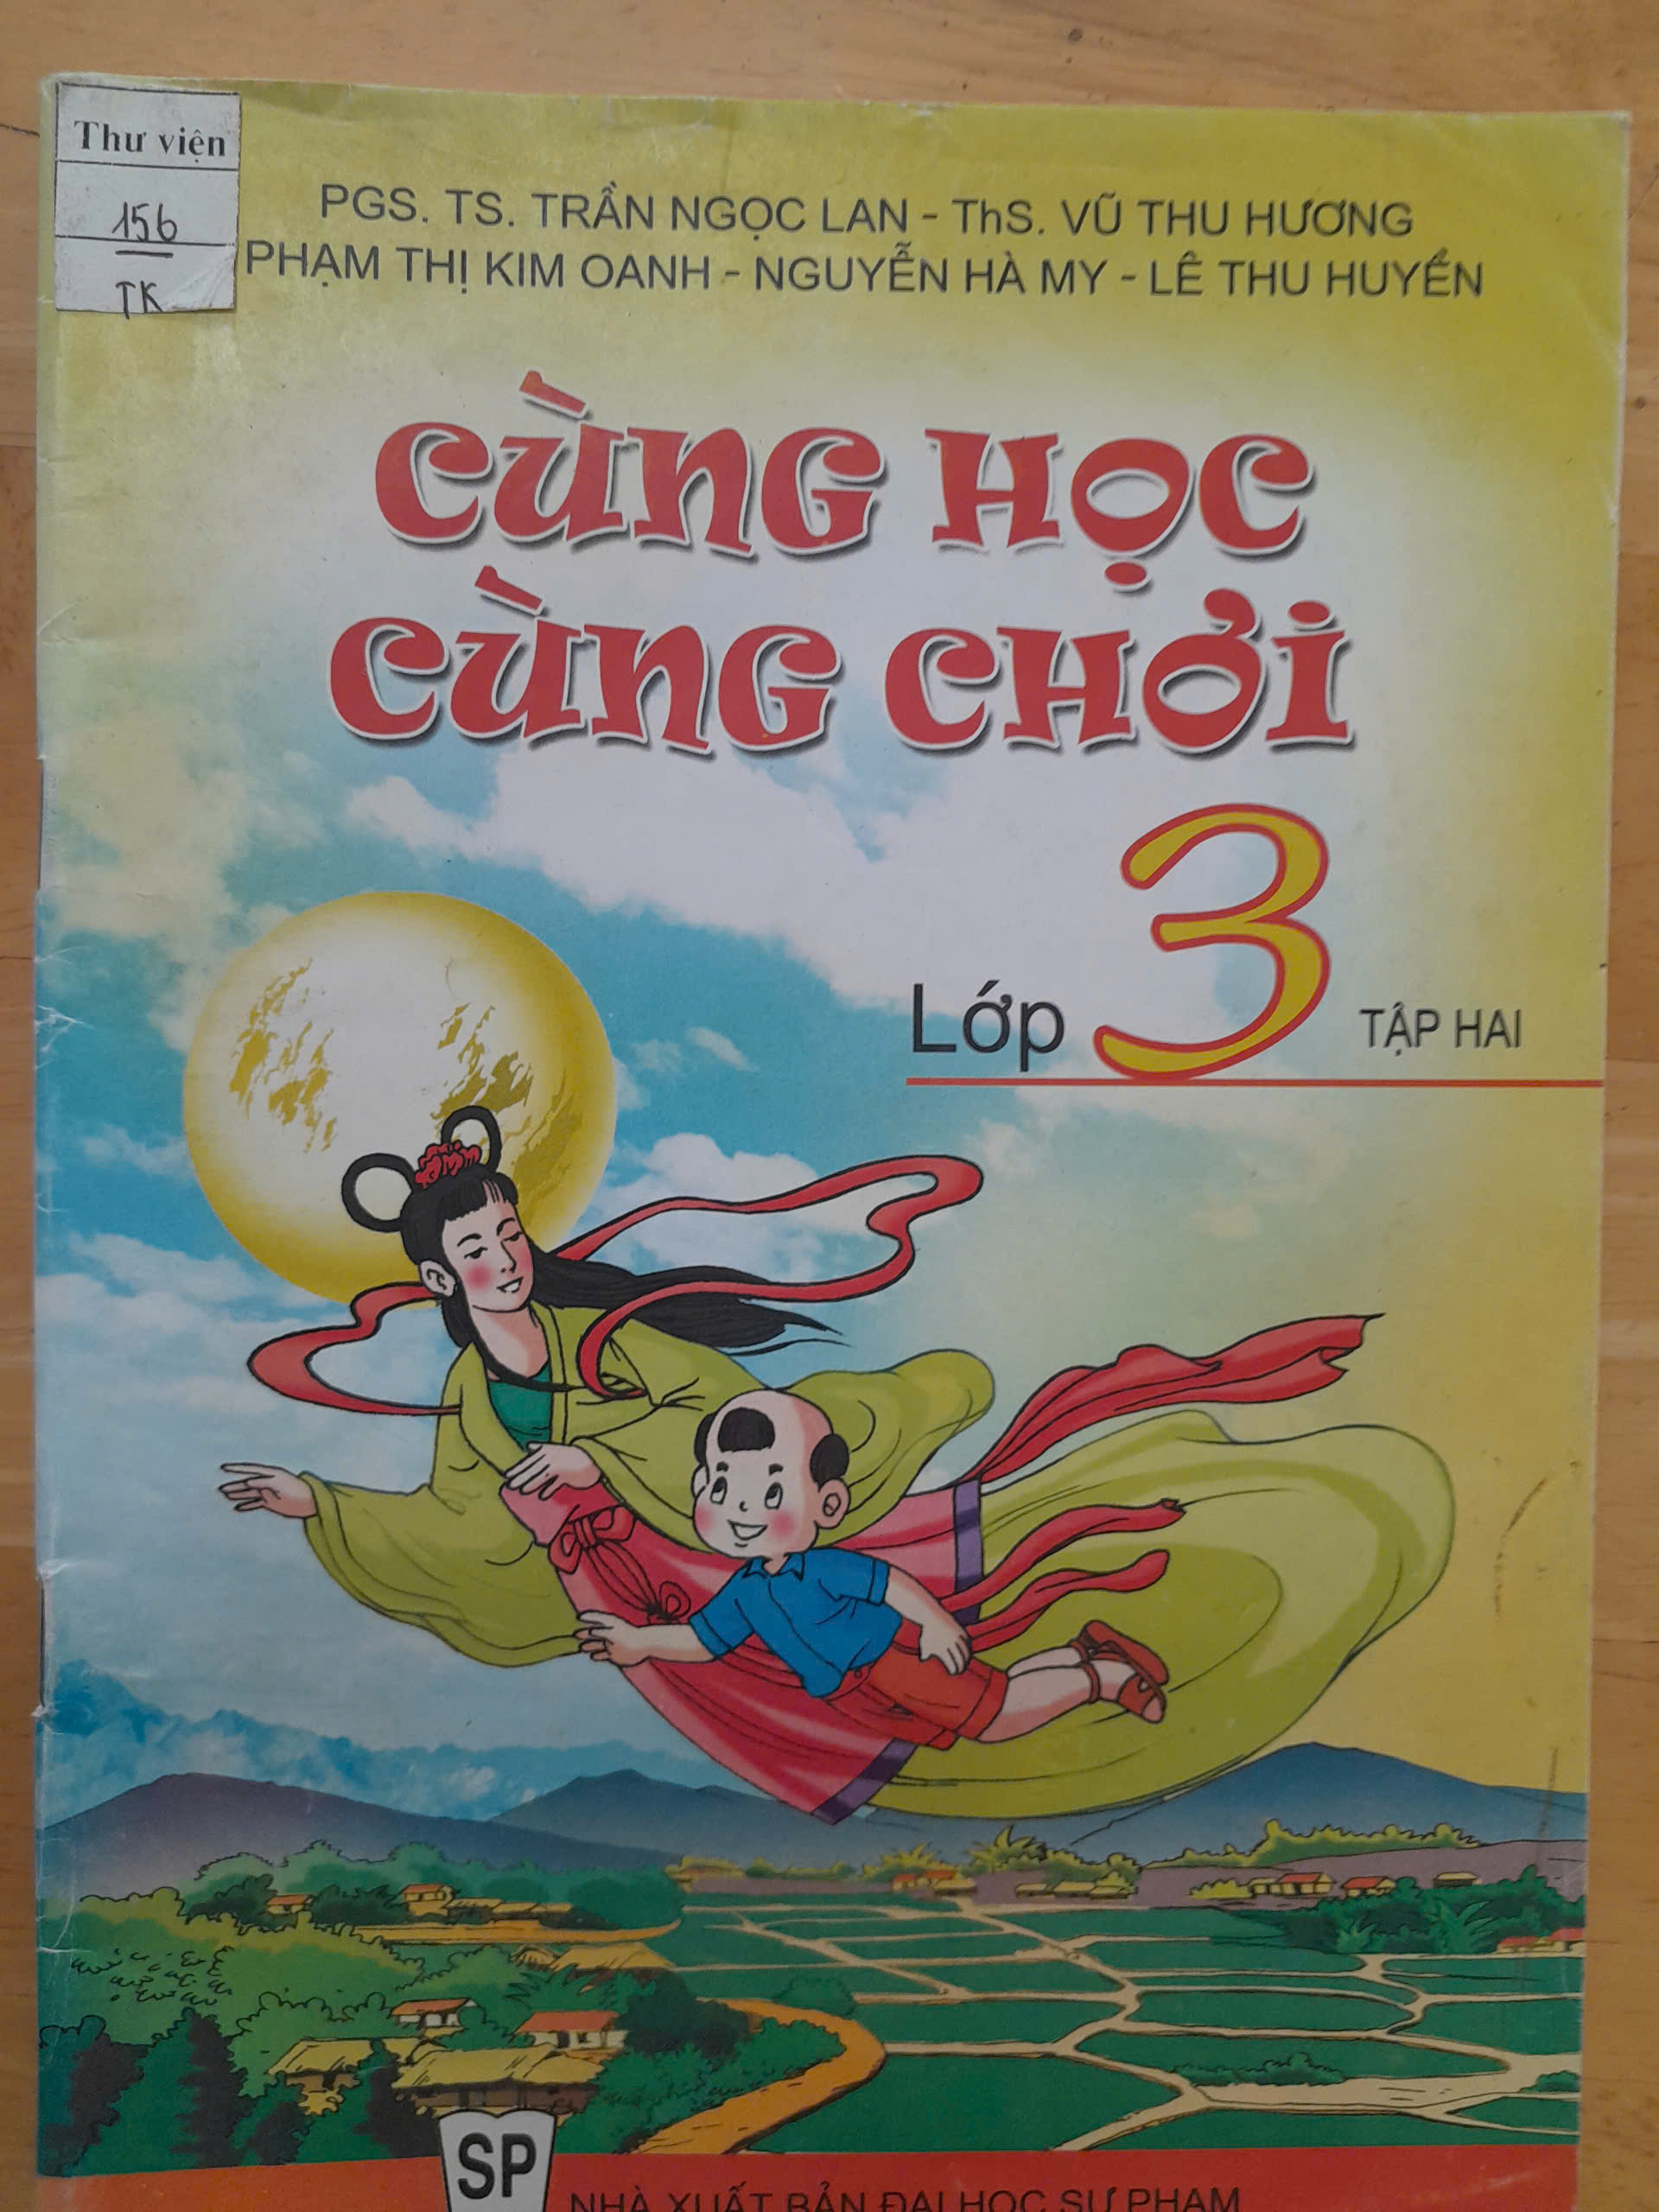 Thư viện
156
TK
PGS. TS. TRẦN NGỌC LAN - ThS. VŨ THU HƯƠNG
PHẠM THỊ KIM OANH - NGUYỄN HÀ MY - LÊ THU HUYỀN
CÙNG HỌC
CÙNG CHƠI
Lớp 3 TẬP HAI
SP
NHÀ XUẤT BẢN ĐẠI HỌC SƯ PHẠM